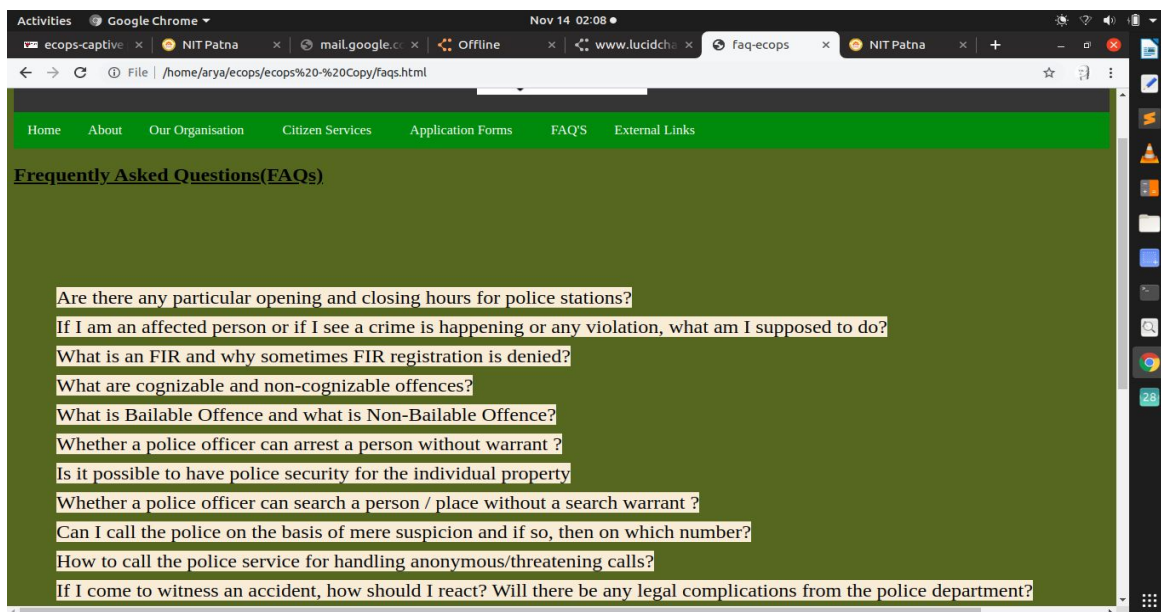 Activities Google Chrome Nov 14 02:08
ecops-captive NIT Patna mail.google.cc Offline www.lucidcha faq-ecops NIT Patna
File /home/arya/ecops/ecops%20-%20Copy/faqs.html
Home About Our Organisation Citizen Services Application Forms FAQ'S External Links
Frequently Asked Questions(FAQs)
Are there any particular opening and closing hours for police stations?
If I am an affected person or if I see a crime is happening or any violation, what am I supposed to do?
What is an FIR and why sometimes FIR registration is denied?
What are cognizable and non-cognizable offences?
What is Bailable Offence and what is Non-Bailable Offence?
Whether a police officer can arrest a person without warrant ?
Is it possible to have police security for the individual property
Whether a police officer can search a person / place without a search warrant ?
Can I call the police on the basis of mere suspicion and if so, then on which number?
How to call the police service for handling anonymous/threatening calls?
If I come to witness an accident, how should I react? Will there be any legal complications from the police department?
28